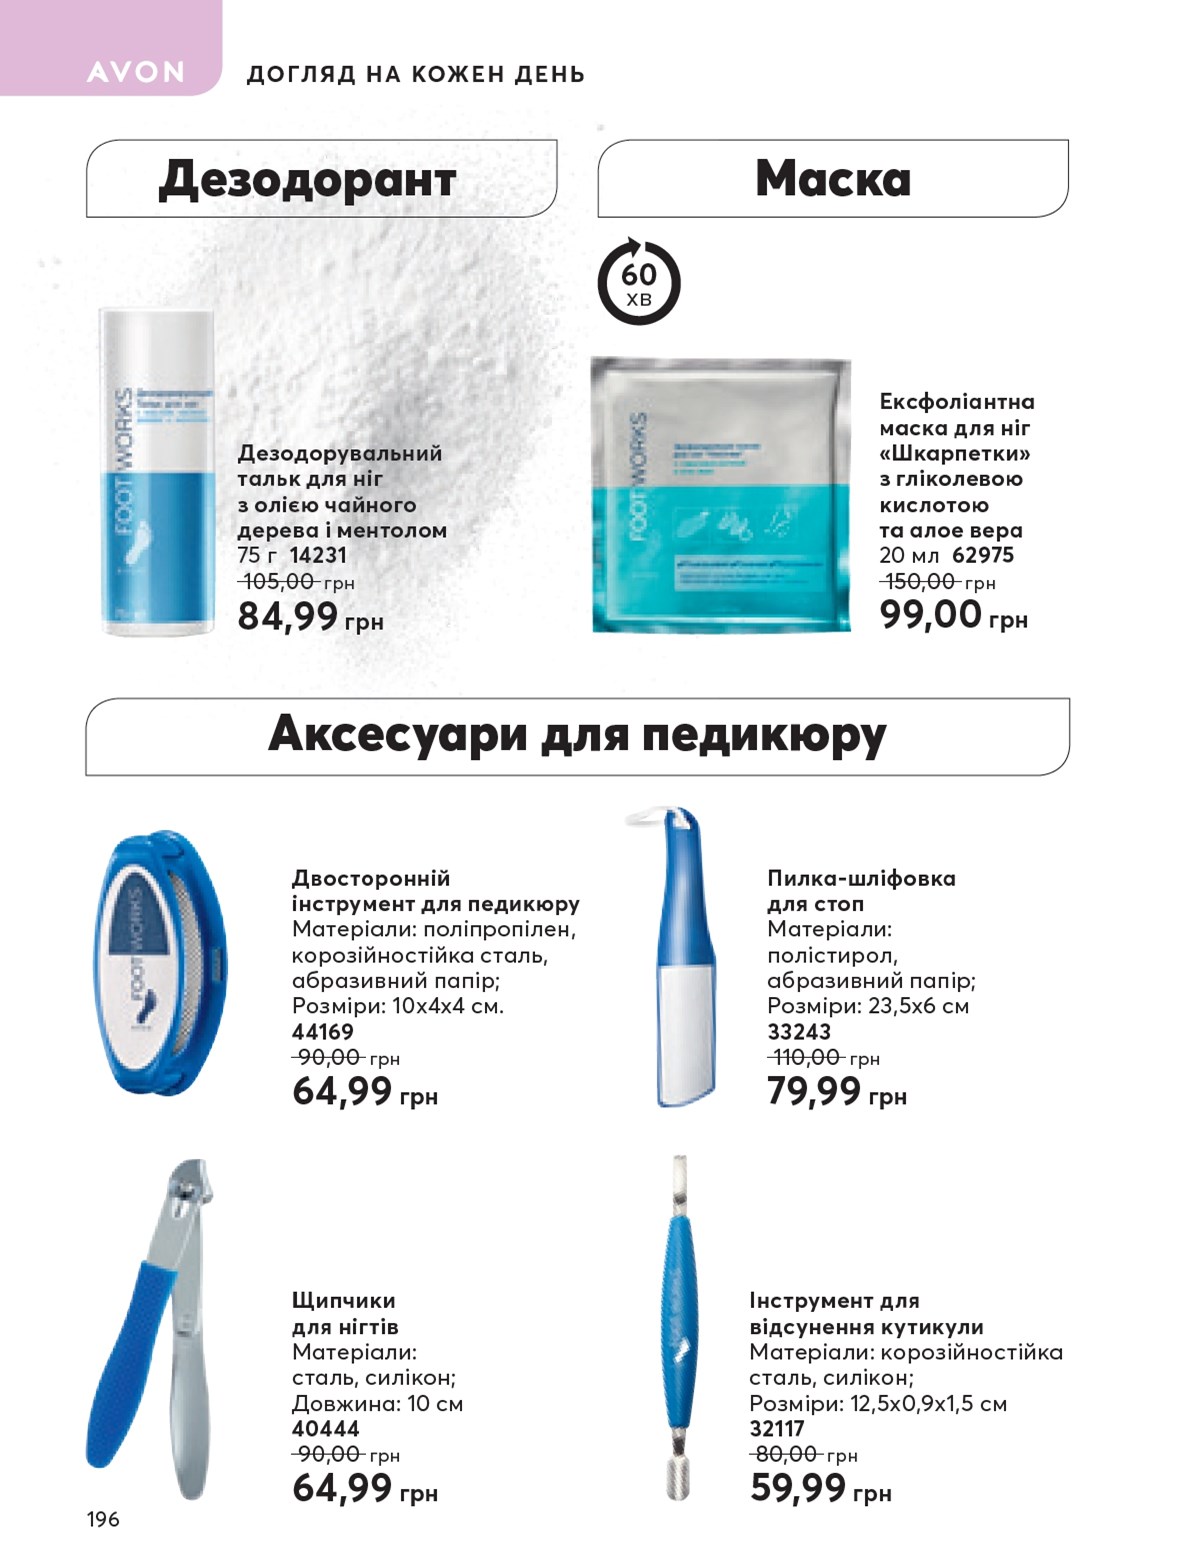 AVON
ДОГЛЯД НА КОЖЕН ДЕНЬ
Дезодорант
Маска
60
ХВ
FOOT WORKS
Дезодорувальний
тальк для ніг
з олією чайного
дерева і ментолом
75 г 14231
105,00 грн
84,99 грн
FOOT WORKS
Ексфоліантна
маска для ніг
«Шкарпетки»
з гліколевою
кислотою
та алое вера
20 мл 62975
150,00 грн
99,00 грн
Аксесуари для педикюру
FOOT WORKS
Двосторонній
інструмент для педикюру
Матеріали: поліпропілен,
корозійностійка сталь,
абразивний папір;
Розміри: 10х4х4 см.
44169
90,00 грн
64,99 грн
Пилка-шліфовка
для стоп
Матеріали:
полістирол,
абразивний папір;
Розміри: 23,5х6 см
33243
110,00 грн
79,99 грн
Щипчики
для нігтів
Матеріали:
сталь, силікон;
Довжина: 10 см
40444
90,00 грн
64,99 грн
Інструмент для
відсунення кутикули
Матеріали: корозійностійка
сталь, силікон;
Розміри: 12,5х0,9х1,5 см
32117
80,00 грн
59,99 грн
196